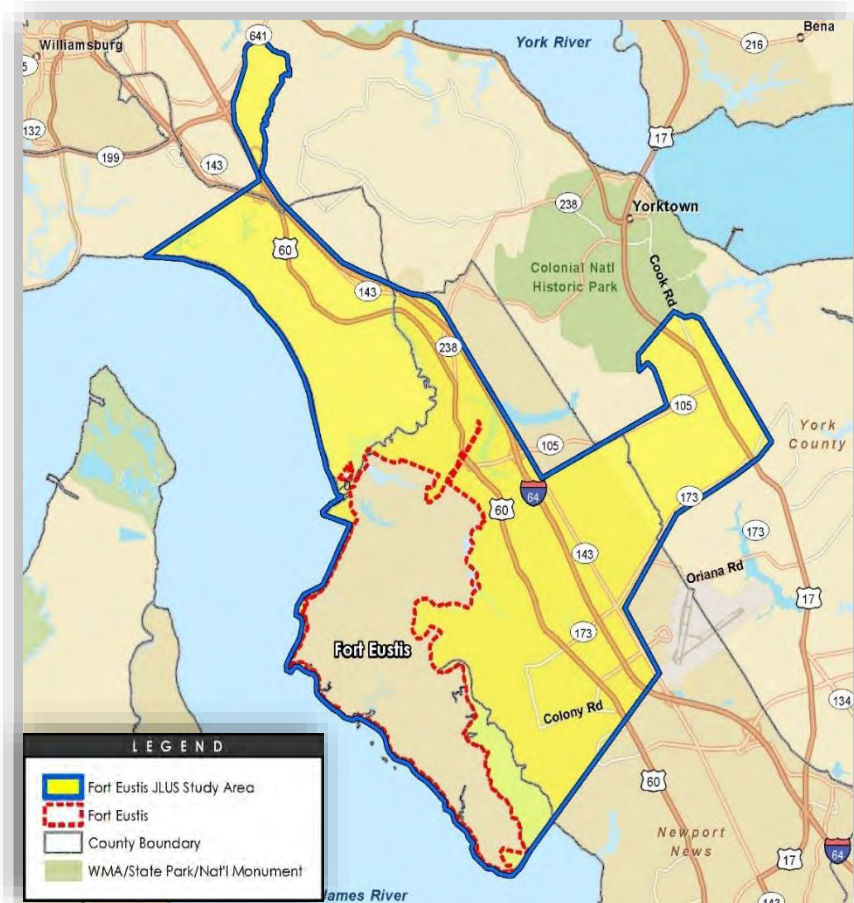 641
Williamsburg
5
132
199
143
York River
216
Bena
17
238
Yorktown
Colonial Natl
Historic Park
Cook Rd
60
143
238
105
105
York
County
64
173
60
143
173
Oriana Rd
17
173
Fort Eustis
Colony Rd
134
60
Newport
News
17
64
143
James River
LEGEND
Fort Eustis JLUS Study Area
Fort Eustis
County Boundary
WMA/State Park/Nat'l Monument